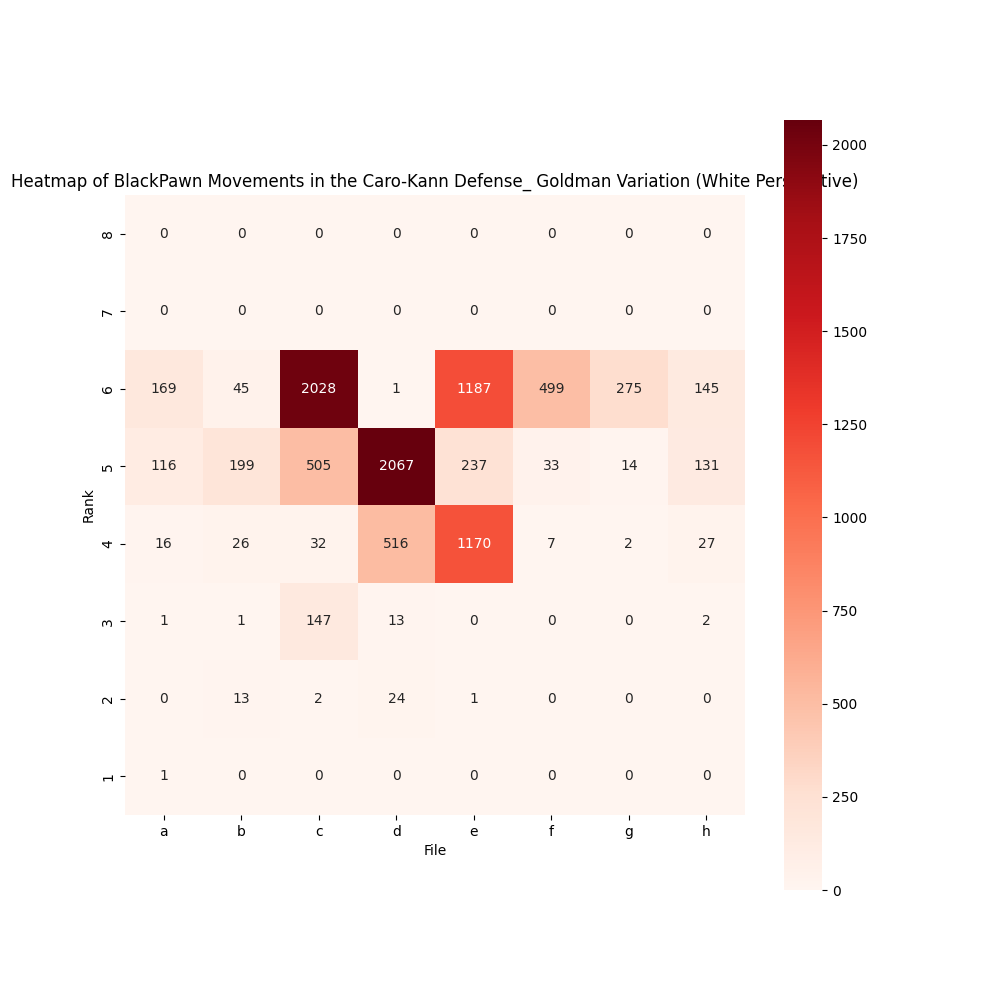 Heatmap of BlackPawn Movements in the Caro-Kann Defense_ Goldman Variation (White Perspective)
2000
1750
1500
1250
1000
750
500
250
0
Rank
8 0 0 0 0 0 0 0 0
7 0 0 0 0 0 0 0 0
6 169 45 2028 1 1187 499 275 145
5 116 199 505 2067 237 33 14 131
4 16 26 32 516 1170 7 2 27
3 1 1 147 13 0 0 0 2
2 0 13 2 24 1 0 0 0
1 1 0 0 0 0 0 0 0
a b c d e f g h
File